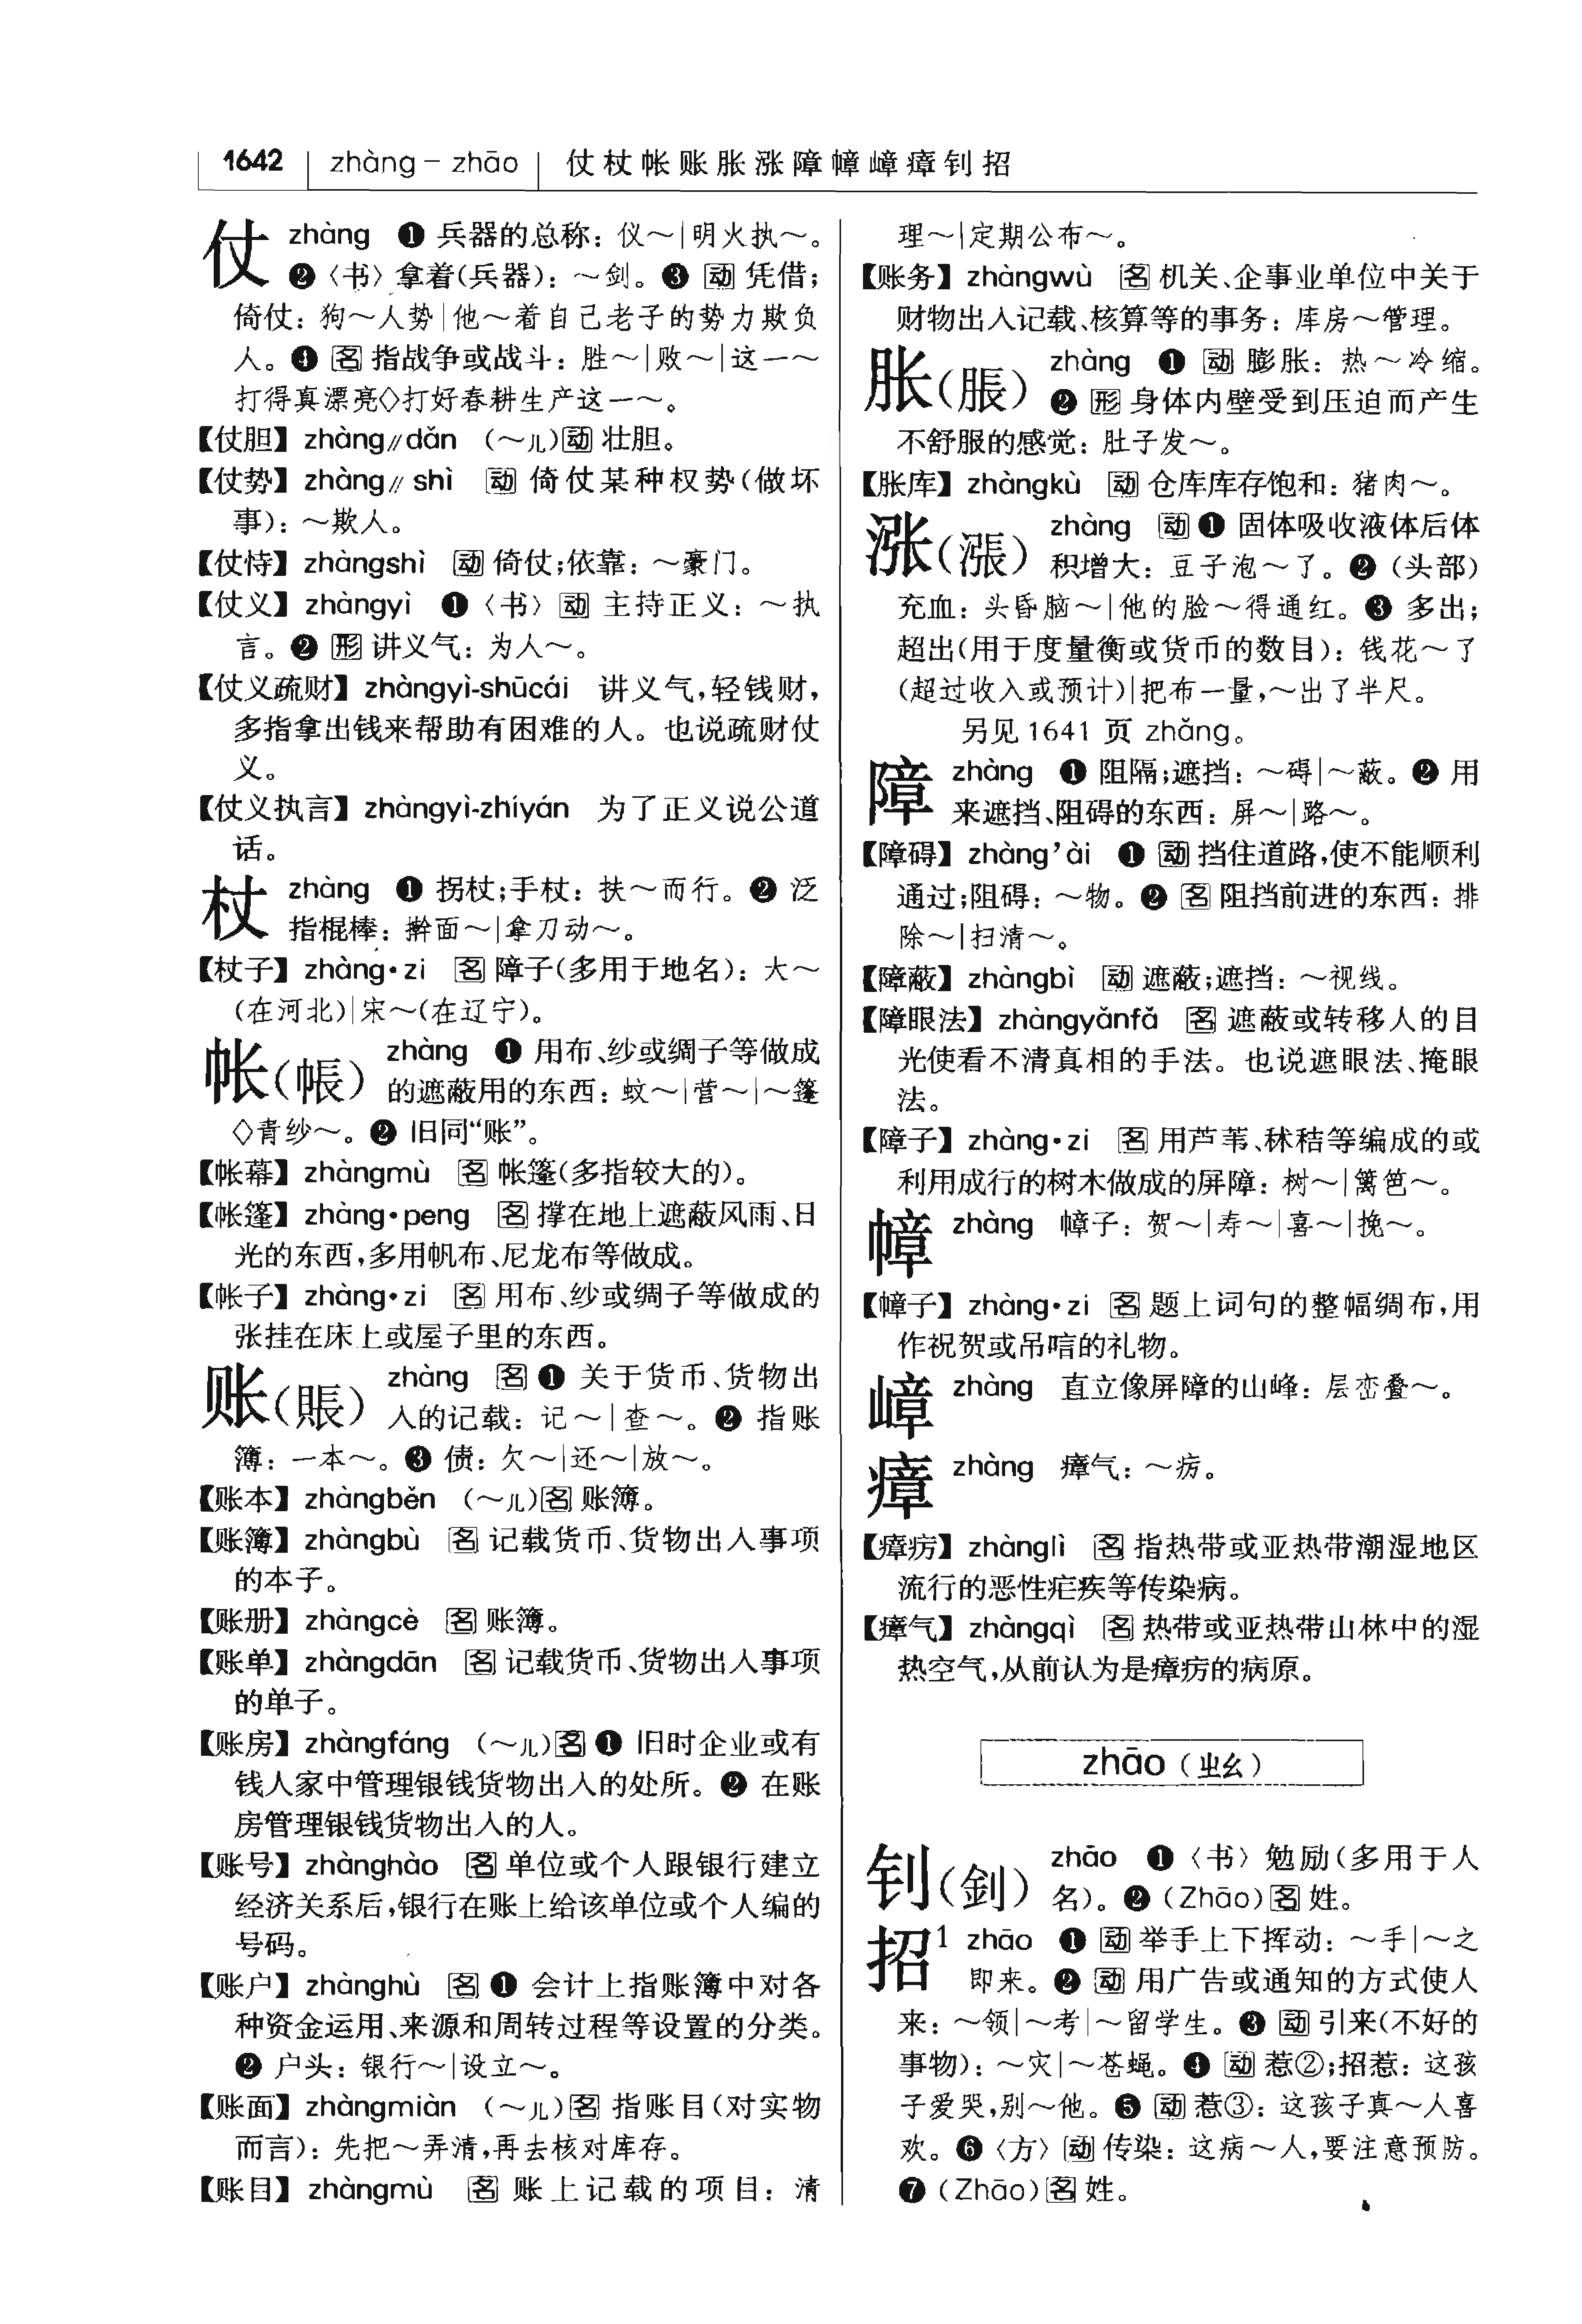 1642 zhàng－zhāo 仗杖帐账胀涨障幛嶂瘴钊招
仗 zhàng ❶ 兵器的总称：仪～|明火执～。
❷〈书〉拿着(兵器)：～剑。❸ 动 凭借；
倚仗：狗～人势|他～着自己老子的势力欺负
人。❹ 名 指战争或战斗：胜～|败～|这一～
打得真漂亮◇打好春耕生产这一～。
【仗胆】zhàng∥dǎn （～儿）动 壮胆。
【仗势】zhàng∥shì 动 倚仗某种权势(做坏
事)：～欺人。
【仗恃】zhàngshì 动 倚仗;依靠：～豪门。
【仗义】zhàngyì ❶〈书〉动 主持正义：～执
言。❷ 形 讲义气：为人～。
【仗义疏财】zhàngyì-shūcái 讲义气,轻钱财,
多指拿出钱来帮助有困难的人。也说疏财仗
义。
【仗义执言】zhàngyì-zhíyán 为了正义说公道
话。
杖 zhàng ❶ 拐杖;手杖：扶～而行。❷ 泛
指棍棒：擀面～|拿刀动～。
【杖子】zhàng•zi 名 障子(多用于地名)：大～
(在河北)|宋～(在辽宁)。
帐(帳) zhàng ❶ 用布、纱或绸子等做成
的遮蔽用的东西：蚊～|营～|～篷
◇青纱～。❷ 旧同“账”。
【帐幕】zhàngmù 名 帐篷(多指较大的)。
【帐篷】zhàng•peng 名 撑在地上遮蔽风雨、日
光的东西,多用帆布、尼龙布等做成。
【帐子】zhàng•zi 名 用布、纱或绸子等做成的
张挂在床上或屋子里的东西。
账(賬) zhàng 名 ❶ 关于货币、货物出
入的记载：记～|查～。❷ 指账
簿：一本～。❸ 债：欠～|还～|放～。
【账本】zhàngběn （～儿）名 账簿。
【账簿】zhàngbù 名 记载货币、货物出入事项
的本子。
【账册】zhàngcè 名 账簿。
【账单】zhàngdān 名 记载货币、货物出入事项
的单子。
【账房】zhàngfáng （～儿）名 ❶ 旧时企业或有
钱人家中管理银钱货物出入的处所。❷ 在账
房管理银钱货物出入的人。
【账号】zhànghào 名 单位或个人跟银行建立
经济关系后,银行在账上给该单位或个人编的
号码。
【账户】zhànghù 名 ❶ 会计上指账簿中对各
种资金运用、来源和周转过程等设置的分类。
❷ 户头：银行～|设立～。
【账面】zhàngmiàn （～儿）名 指账目(对实物
而言)：先把～弄清,再去核对库存。
【账目】zhàngmù 名 账上记载的项目：清
理～|定期公布～。
【账务】zhàngwù 名 机关、企事业单位中关于
财物出入记载、核算等的事务：库房～管理。
胀(脹) zhàng ❶ 动 膨胀：热～冷缩。
❷ 形 身体内壁受到压迫而产生
不舒服的感觉：肚子发～。
【胀库】zhàngkù 动 仓库库存饱和：猪肉～。
涨(漲) zhàng 动 ❶ 固体吸收液体后体
积增大：豆子泡～了。❷（头部）
充血：头昏脑～|他的脸～得通红。❸ 多出;
超出(用于度量衡或货币的数目)：钱花～了
(超过收入或预计)|把布一量,～出了半尺。
另见1641 页 zhǎng。
障 zhàng ❶ 阻隔;遮挡：～碍|～蔽。❷ 用
来遮挡、阻碍的东西：屏～|路～。
【障碍】zhàng’ài ❶ 动 挡住道路,使不能顺利
通过;阻碍：～物。❷ 名 阻挡前进的东西：排
除～|扫清～。
【障蔽】zhàngbì 动 遮蔽;遮挡：～视线。
【障眼法】zhàngyǎnfǎ 名 遮蔽或转移人的目
光使看不清真相的手法。也说遮眼法、掩眼
法。
【障子】zhàng•zi 名 用芦苇、秫秸等编成的或
利用成行的树木做成的屏障：树～|篱笆～。
幛 zhàng 幛子：贺～|寿～|喜～|挽～。
【幛子】zhàng•zi 名 题上词句的整幅绸布,用
作祝贺或吊唁的礼物。
嶂 zhàng 直立像屏障的山峰：层峦叠～。
瘴 zhàng 瘴气：～疠。
【瘴疠】zhànglì 名 指热带或亚热带潮湿地区
流行的恶性疟疾等传染病。
【瘴气】zhàngqì 名 热带或亚热带山林中的湿
热空气,从前认为是瘴疠的病原。
zhāo（ㄓㄠ）
钊(釗) zhāo ❶〈书〉勉励(多用于人
名)。❷（Zhāo）名 姓。
招¹ zhāo ❶ 动 举手上下挥动：～手|～之
即来。❷ 动 用广告或通知的方式使人
来：～领|～考|～留学生。❸ 动 引来(不好的
事物)：～灾|～苍蝇。❹ 动 惹②;招惹：这孩
子爱哭,别～他。❺ 动 惹③：这孩子真～人喜
欢。❻〈方〉动 传染：这病～人,要注意预防。
❼（Zhāo）名 姓。